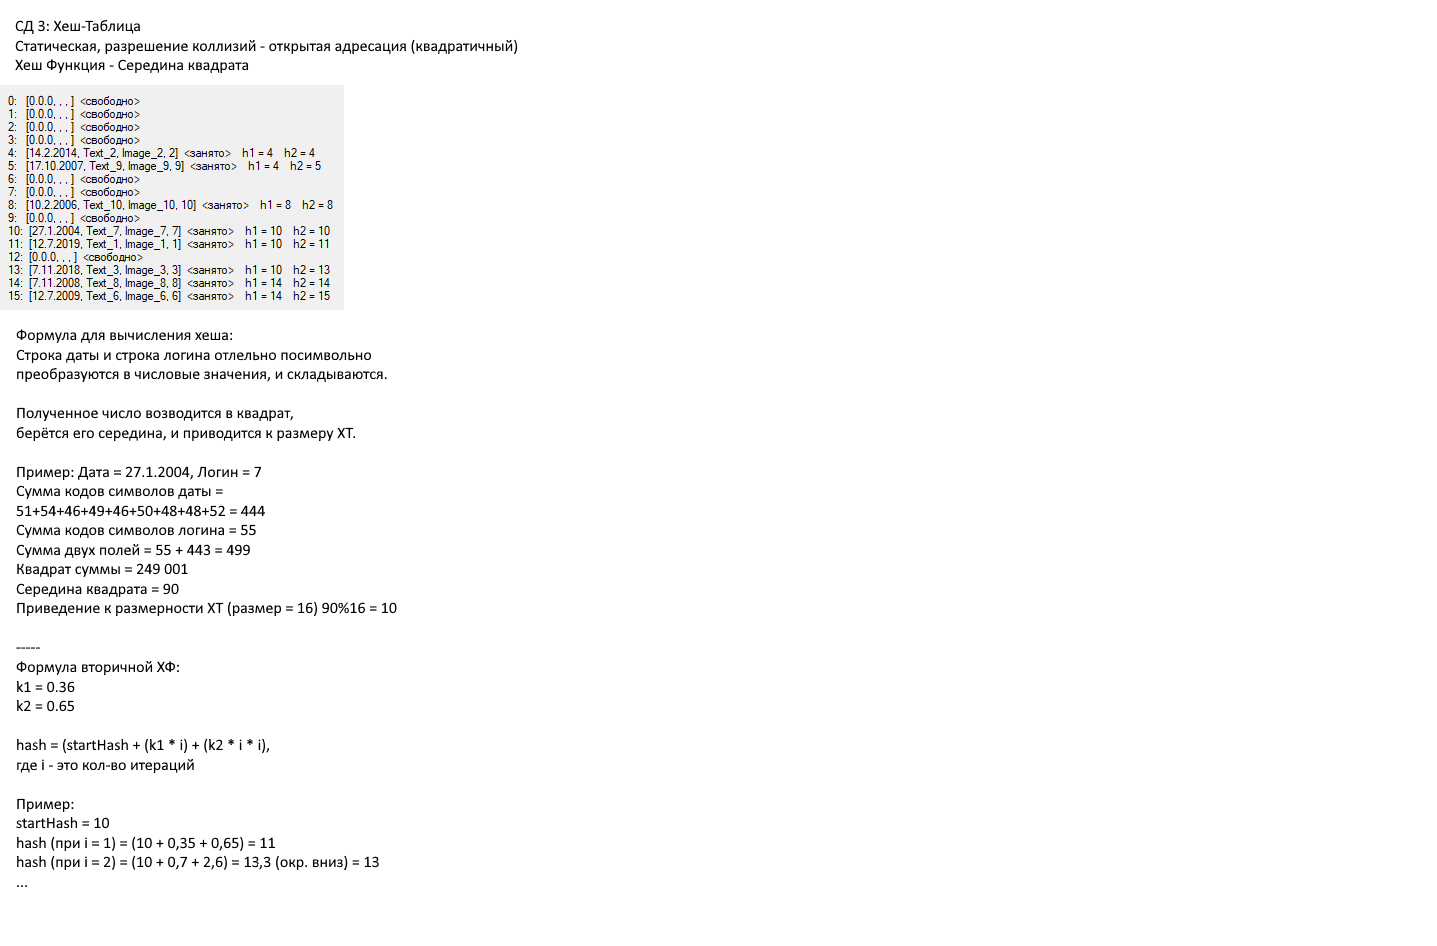 СД 3: Хеш-Таблица
Статическая, разрешение коллизий - открытая адресация (квадратичный)
Хеш Функция - Середина квадрата
0: [0.0.0, , , ] <свободно>
1: [0.0.0, , , ] <свободно>
2: [0.0.0, , , ] <свободно>
3: [0.0.0, , , ] <свободно>
4: [14.2.2014, Text_2, Image_2, 2] <занято> h1 = 4 h2 = 4
5: [17.10.2007, Text_9, Image_9, 9] <занято> h1 = 4 h2 = 5
6: [0.0.0, , , ] <свободно>
7: [0.0.0, , , ] <свободно>
8: [10.2.2006, Text_10, Image_10, 10] <занято> h1 = 8 h2 = 8
9: [0.0.0, , , ] <свободно>
10: [27.1.2004, Text_7, Image_7, 7] <занято> h1 = 10 h2 = 10
11: [12.7.2019, Text_1, Image_1, 1] <занято> h1 = 10 h2 = 11
12: [0.0.0, , , ] <свободно>
13: [7.11.2018, Text_3, Image_3, 3] <занято> h1 = 10 h2 = 13
14: [7.11.2008, Text_8, Image_8, 8] <занято> h1 = 14 h2 = 14
15: [12.7.2009, Text_6, Image_6, 6] <занято> h1 = 14 h2 = 15
Формула для вычисления хеша:
Строка даты и строка логина отлельно посимвольно
преобразуются в числовые значения, и складываются.
Полученное число возводится в квадрат,
берётся его середина, и приводится к размеру ХТ.
Пример: Дата = 27.1.2004, Логин = 7
Сумма кодов символов даты =
51+54+46+49+46+50+48+48+52 = 444
Сумма кодов символов логина = 55
Сумма двух полей = 55 + 443 = 499
Квадрат суммы = 249 001
Середина квадрата = 90
Приведение к размерности ХТ (размер = 16) 90%16 = 10
-----
Формула вторичной ХФ:
k1 = 0.36
k2 = 0.65
hash = (startHash + (k1 * i) + (k2 * i * i),
где i - это кол-во итераций
Пример:
startHash = 10
hash (при i = 1) = (10 + 0,35 + 0,65) = 11
hash (при i = 2) = (10 + 0,7 + 2,6) = 13,3 (окр. вниз) = 13
...